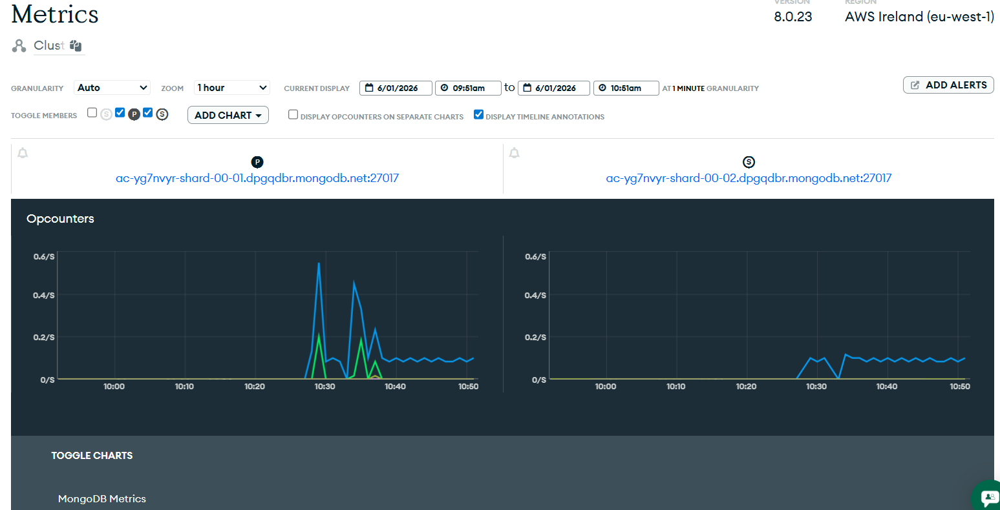 Metrics
VERSION
REGION
8.0.23
AWS Ireland (eu-west-1)
Clust
GRANULARITY Auto ZOOM 1 hour CURRENT DISPLAY 6/01/2026 09:51am to 6/01/2026 10:51am AT 1 MINUTE GRANULARITY
ADD ALERTS
TOGGLE MEMBERS S P S ADD CHART DISPLAY OPCOUNTERS ON SEPARATE CHARTS DISPLAY TIMELINE ANNOTATIONS
P
ac-yg7nvyr-shard-00-01.dpgqdbr.mongodb.net:27017
S
ac-yg7nvyr-shard-00-02.dpgqdbr.mongodb.net:27017
Opcounters
0.6/S
0.4/S
0.2/S
0/S
10:00 10:10 10:20 10:30 10:40 10:50
0.6/S
0.4/S
0.2/S
0/S
10:00 10:10 10:20 10:30 10:40 10:50
TOGGLE CHARTS
MongoDB Metrics